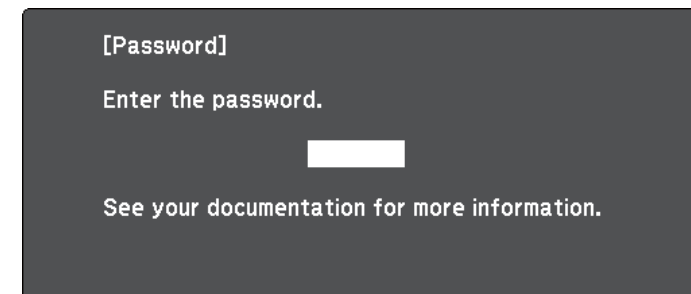 [Password]
Enter the password.
See your documentation for more information.